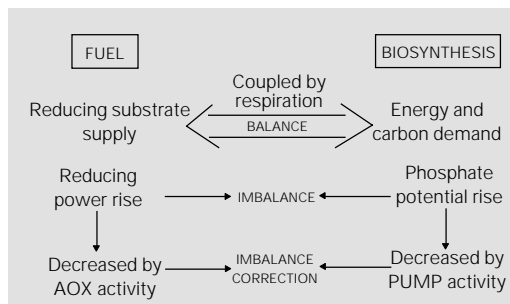 FUEL
BIOSYNTHESIS
Coupled by
respiration
Reducing substrate
supply
BALANCE
Energy and
carbon demand
Reducing
power rise
IMBALANCE
Phosphate
potential rise
Decreased by
AOX activity
IMBALANCE
CORRECTION
Decreased by
PUMP activity